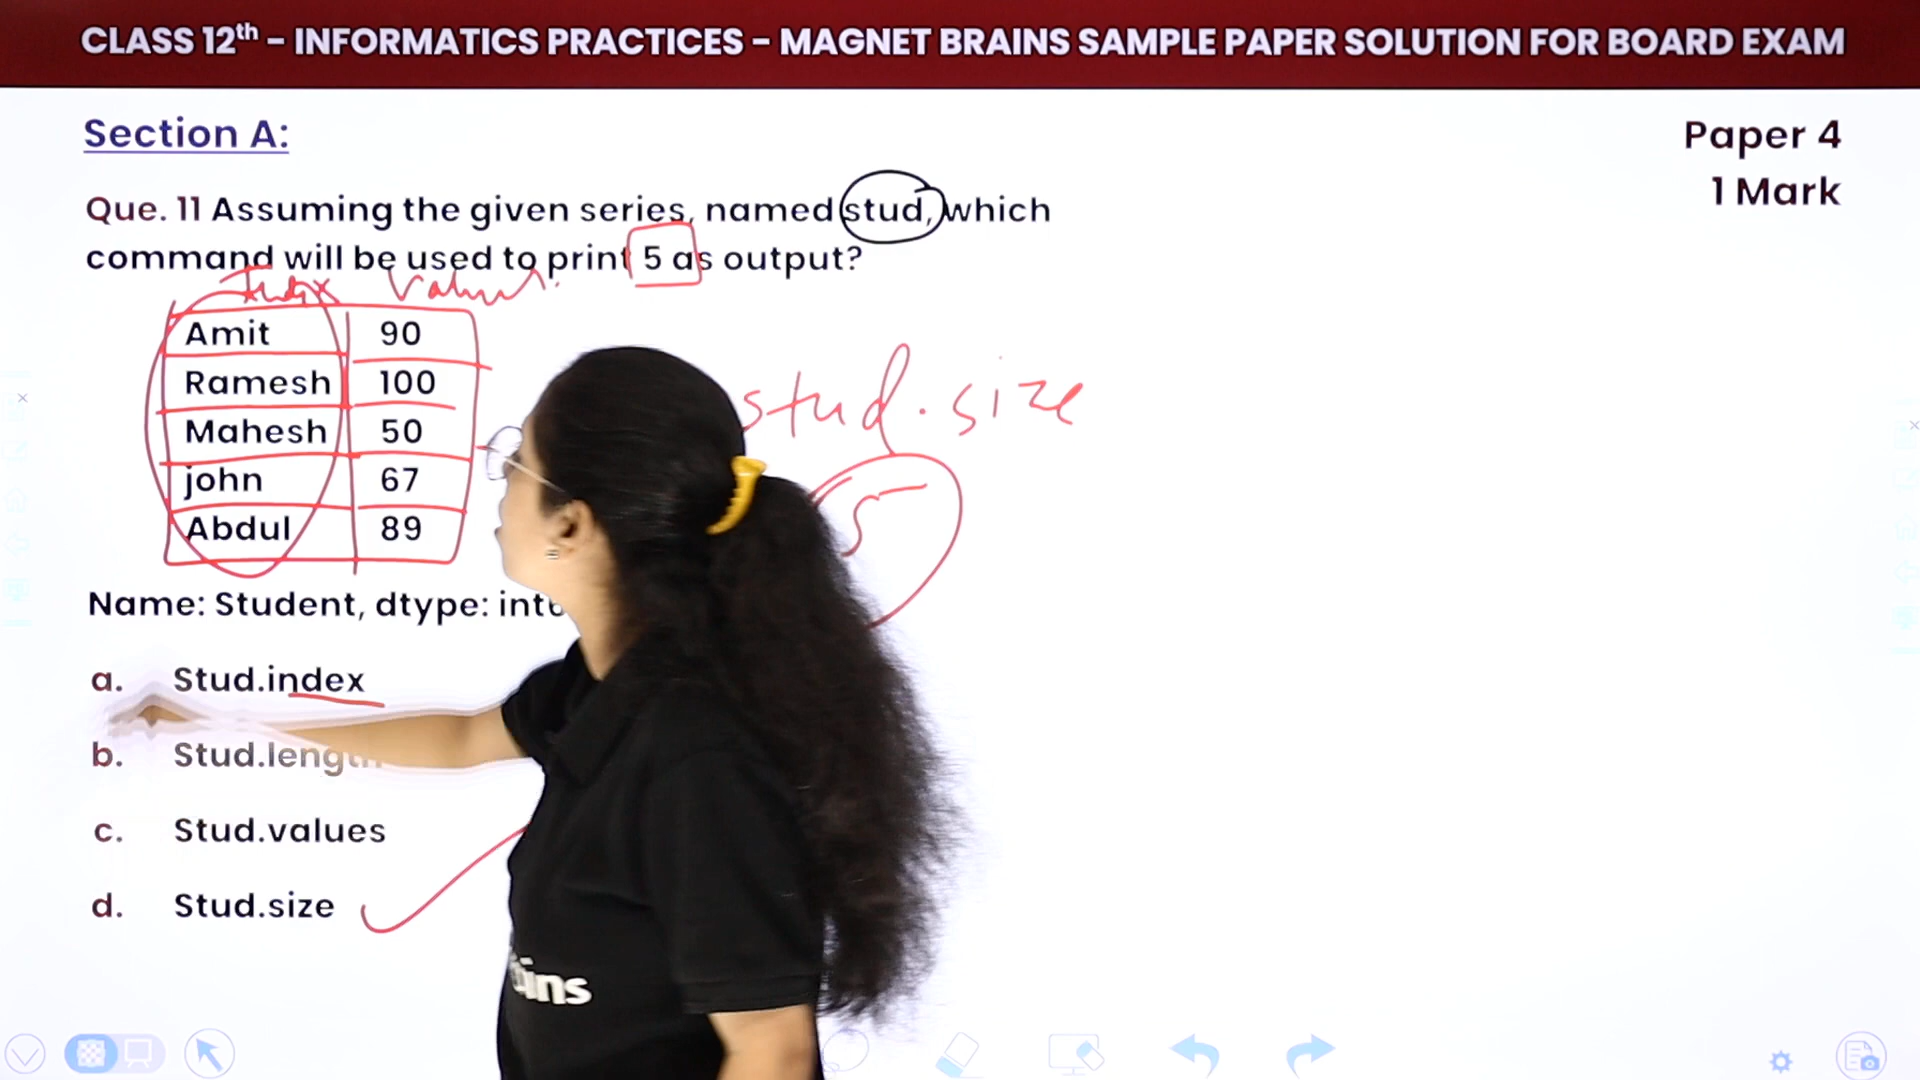 CLASS 12th – INFORMATICS PRACTICES – MAGNET BRAINS SAMPLE PAPER SOLUTION FOR BOARD EXAM
Section A:
Paper 4
1 Mark
Que. 11 Assuming the given series, named stud, which
command will be used to print 5 as output?
Index Values
Amit 90
Ramesh 100
Mahesh 50
john 67
Abdul 89
stud.size
5
Name: Student, dtype:
a. Stud.index
b. Stud.length
c. Stud.values
d. Stud.size